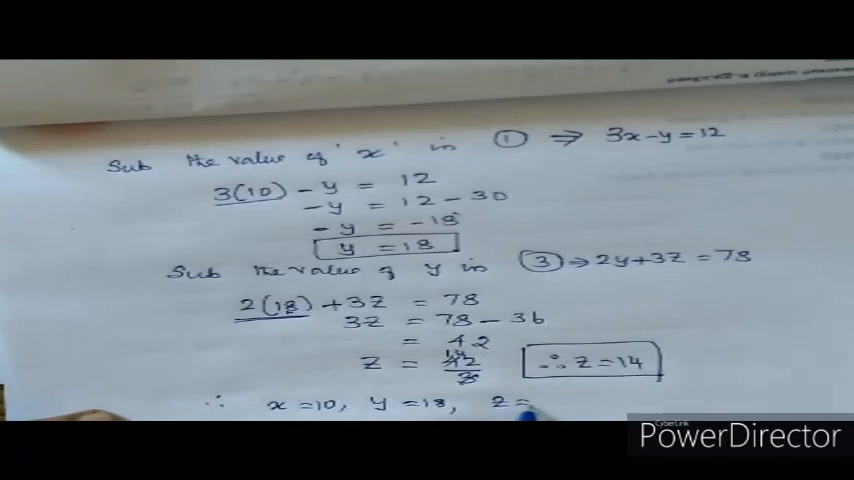 Sub the value of 'x' in ① ⇒ 3x-y=12
3(10) - y = 12
-y = 12 - 30
-y = -18
y = 18
Sub the value of y in ③ ⇒ 2y+3z = 78
2(18) + 3z = 78
3z = 78 - 36
= 42
z = 42/3 14 ∴ z = 14
∴ x = 10, y = 18, z =
CyberLink
PowerDirector